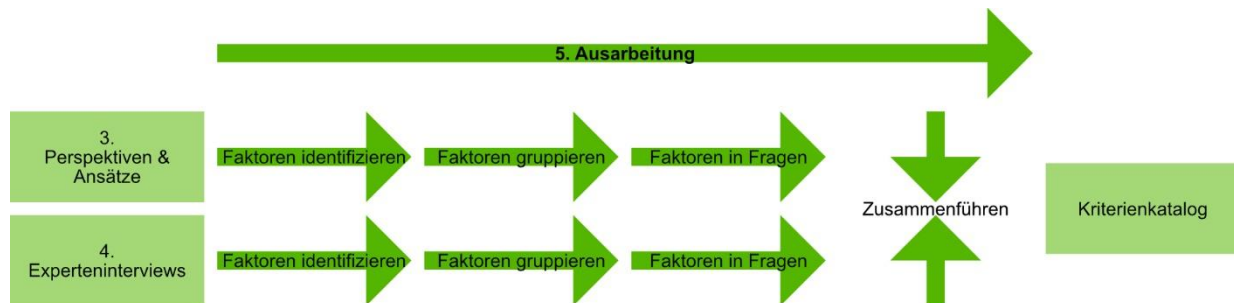 5. Ausarbeitung
3.
Perspektiven &
Ansätze
Faktoren identifizieren
Faktoren gruppieren
Faktoren in Fragen
Zusammenführen
Kriterienkatalog
4.
Experteninterviews
Faktoren identifizieren
Faktoren gruppieren
Faktoren in Fragen